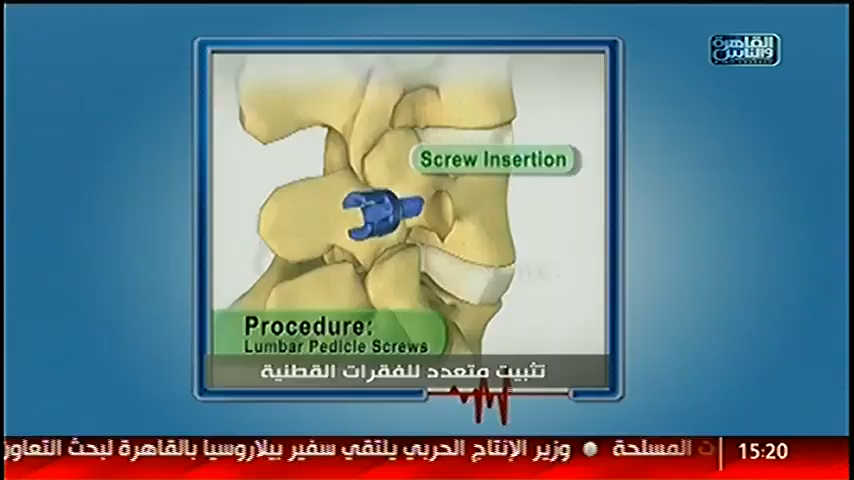 القاهرة
والناس
Screw Insertion
Procedure:
Lumbar Pedicle Screws
تثبيت متعدد للفقرات القطنية
المسلحة
وزير الإنتاج الحربي يلتقي سفير بيلاروسيا بالقاهرة لبحث التعاون
15:20